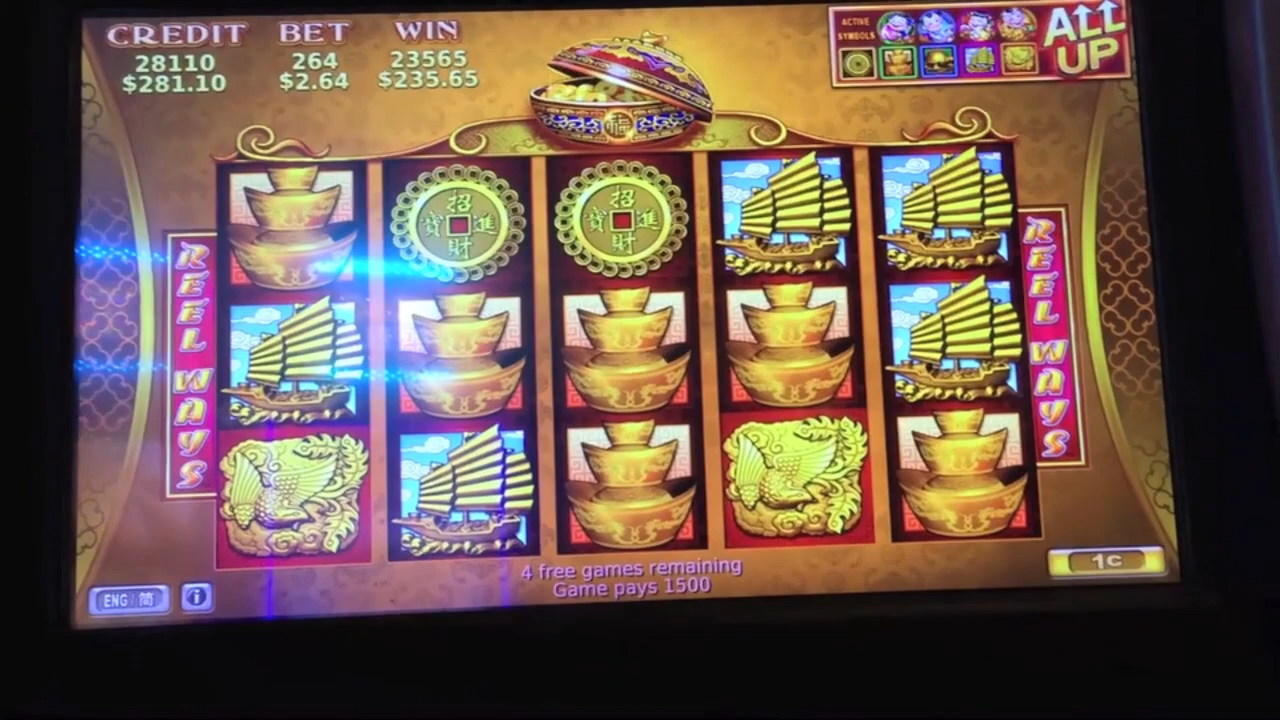 CREDIT BET WIN
28110 264 23565
$281.10 $2.64 $235.65
ACTIVE
SYMBOLS
ALL
UP
招
寶 進
財
招
寶 進
財
REEL WAYS
REEL WAYS
4 free games remaining
Game pays 1500
ENG / 简
i
1c